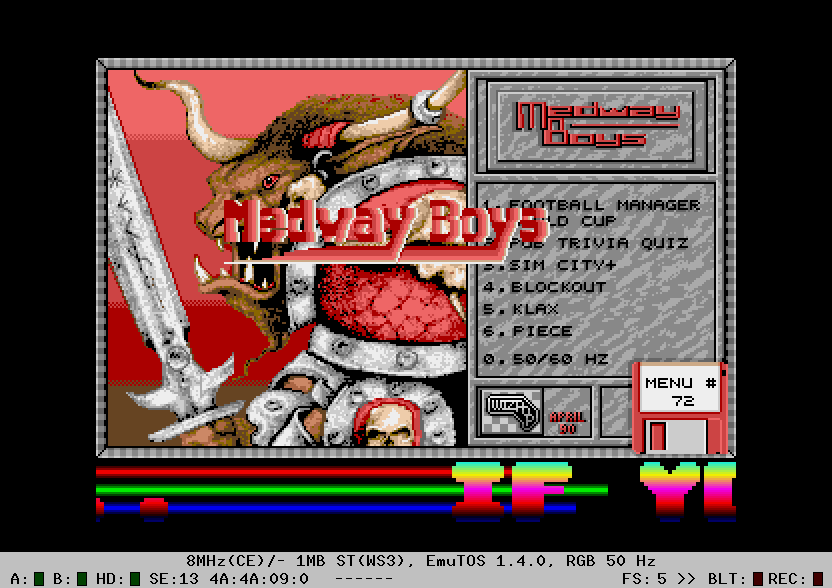 Medway
Boys
Medway Boys
1. FOOTBALL MANAGER
LD CUP
TRIVIA QUIZ
3. SIM CITY+
4. BLOCKOUT
5. KLAX
6. PIECE
0. 50/60 HZ
MENU #
72
APRIL
90
IF YI
8MHz(CE)/- 1MB ST(WS3), EmuTOS 1.4.0, RGB 50 Hz
A: B: HD: SE:13 4A:4A:09:0 ------ FS: 5 >> BLT: REC: